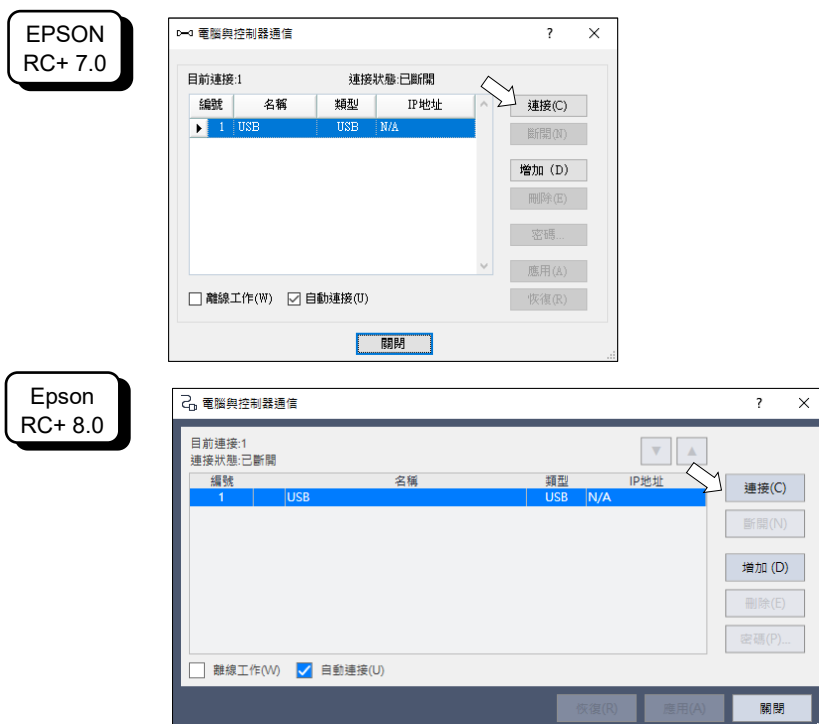 EPSON
RC+ 7.0
電腦與控制器通信
?
目前連接:1 連接狀態:已斷開
編號 名稱 類型 IP地址
1 USB USB N/A
連接(C)
斷開(N)
增加 (D)
刪除(E)
密碼...
應用(A)
恢復(R)
離線工作(W) 自動連接(U)
關閉
Epson
RC+ 8.0
電腦與控制器通信
?
目前連接:1
連接狀態:已斷開
編號 名稱 類型 IP地址
1 USB USB N/A
連接(C)
斷開(N)
增加 (D)
刪除(E)
密碼(P)...
離線工作(W) 自動連接(U)
恢復(R) 應用(A) 關閉